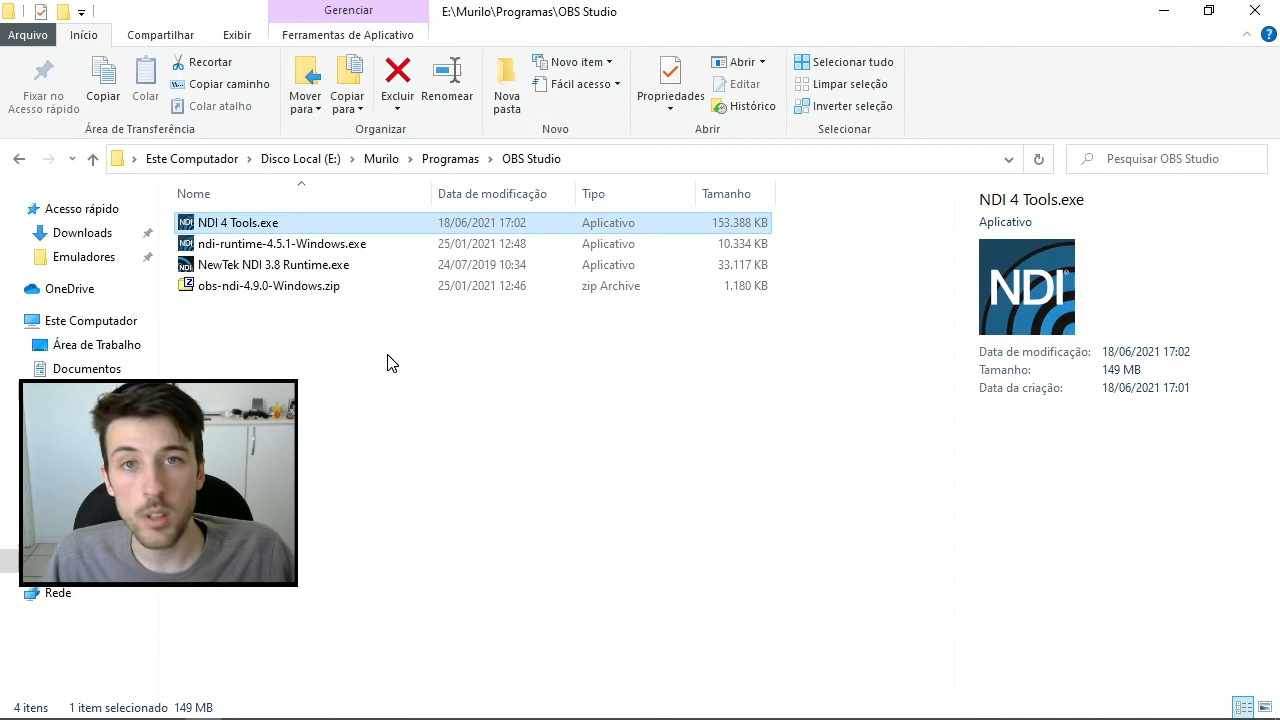 Gerenciar
E:\Murilo\Programas\OBS Studio
Arquivo
Início
Compartilhar
Exibir
Ferramentas de Aplicativo
Fixar no
Acesso rápido
Copiar
Colar
Recortar
Copiar caminho
Colar atalho
Área de Transferência
Mover
para
Copiar
para
Excluir
Renomear
Organizar
Nova
pasta
Novo item
Fácil acesso
Novo
Propriedades
Abrir
Editar
Histórico
Abrir
Selecionar tudo
Limpar seleção
Inverter seleção
Selecionar
Este Computador > Disco Local (E:) > Murilo > Programas > OBS Studio
Pesquisar OBS Studio
Nome Data de modificação Tipo Tamanho
NDI 4 Tools.exe 18/06/2021 17:02 Aplicativo 153.388 KB
ndi-runtime-4.5.1-Windows.exe 25/01/2021 12:48 Aplicativo 10.334 KB
NewTek NDI 3.8 Runtime.exe 24/07/2019 10:34 Aplicativo 33.117 KB
obs-ndi-4.9.0-Windows.zip 25/01/2021 12:46 zip Archive 1.180 KB
Acesso rápido
Downloads
Emuladores
OneDrive
Este Computador
Área de Trabalho
Documentos
Rede
NDI 4 Tools.exe
Aplicativo
NDI®
Data de modificação: 18/06/2021 17:02
Tamanho: 149 MB
Data da criação: 18/06/2021 17:01
4 itens 1 item selecionado 149 MB